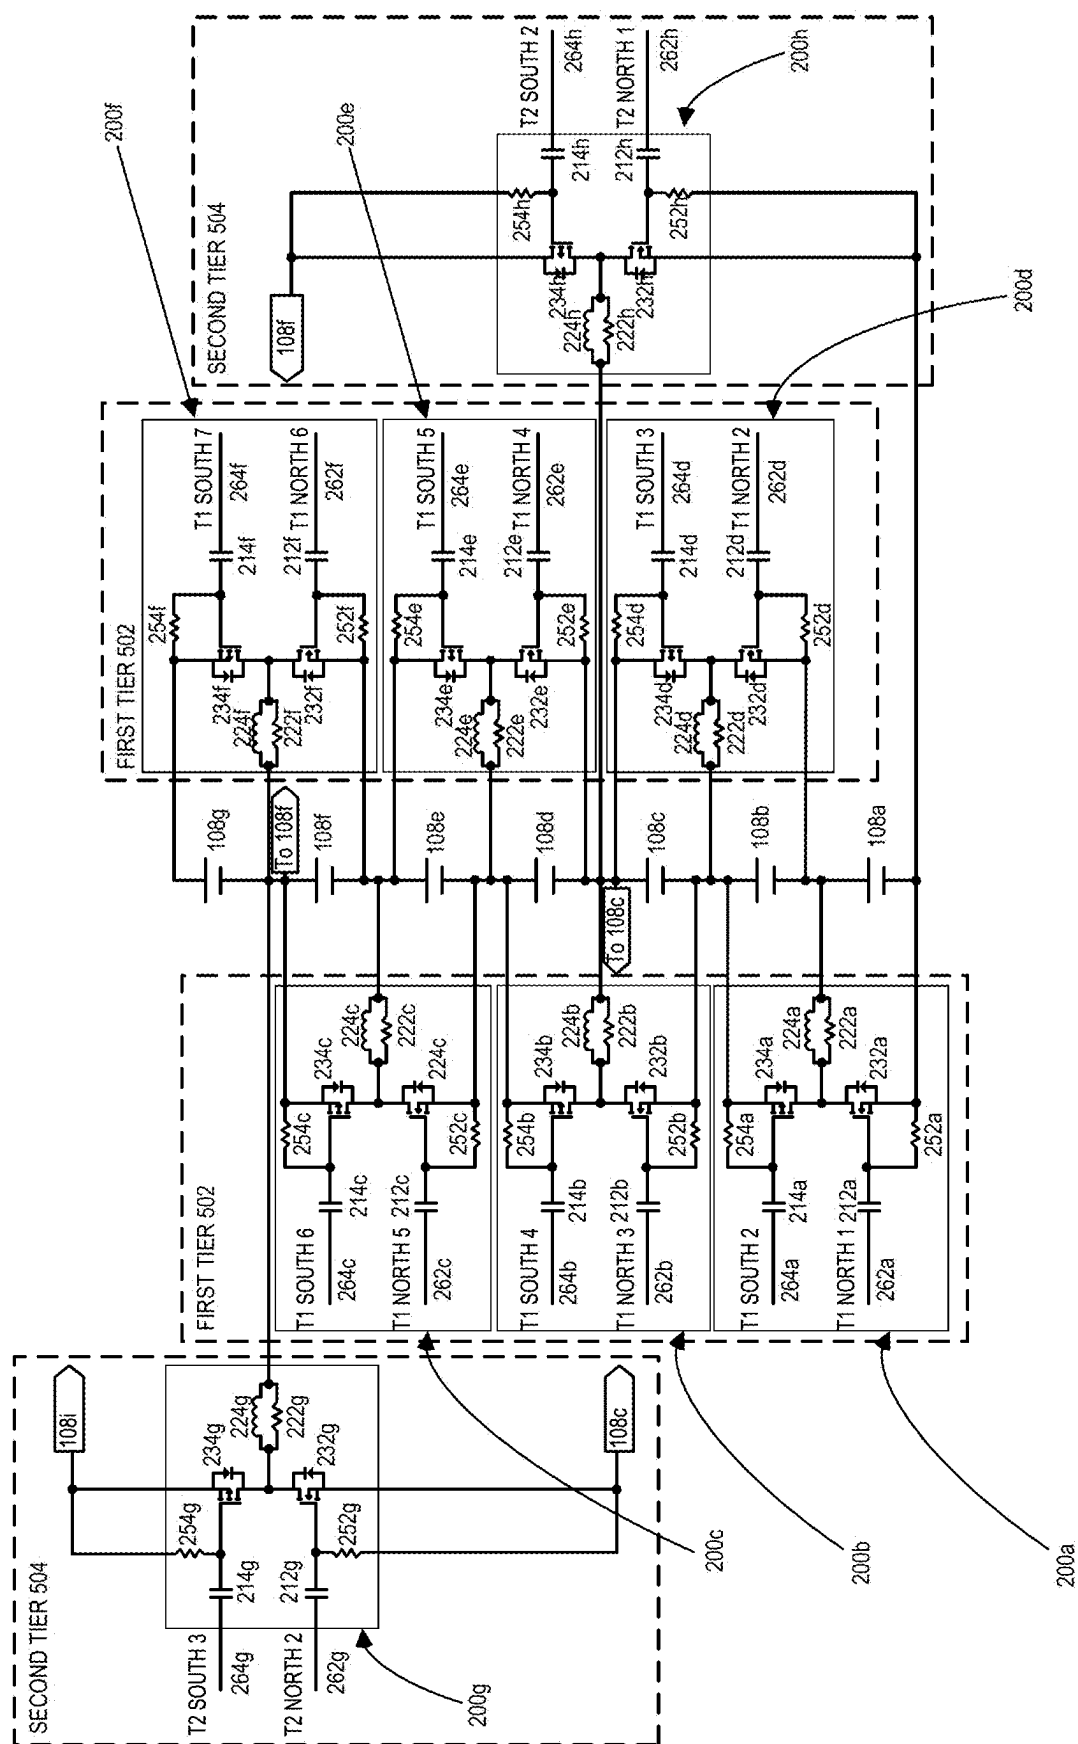 SECOND TIER 504
108i
254g
234g
224g
222g
232g
252g
214g
212g
T2 SOUTH 3
264g
T2 NORTH 2
262g
108c
200g
FIRST TIER 502
T1 SOUTH 6
264c
T1 NORTH 5
262c
214c
212c
254c
234c
224c
222c
224c
252c
200c
T1 SOUTH 4
264b
T1 NORTH 3
262b
214b
212b
254b
234b
224b
222b
232b
252b
200b
T1 SOUTH 2
264a
T1 NORTH 1
262a
214a
212a
254a
234a
224a
222a
232a
252a
200a
108g
To 108f
108f
108e
108d
To 108c
108c
108b
108a
FIRST TIER 502
254f
234f
224f
222f
232f
252f
214f
212f
T1 SOUTH 7
264f
T1 NORTH 6
262f
200f
254e
234e
224e
222e
232e
252e
214e
212e
T1 SOUTH 5
264e
T1 NORTH 4
262e
200e
254d
234d
224d
222d
232d
252d
214d
212d
T1 SOUTH 3
264d
T1 NORTH 2
262d
200d
SECOND TIER 504
108f
254h
234h
224h
222h
232h
252h
214h
212h
T2 SOUTH 2
264h
T2 NORTH 1
262h
200h